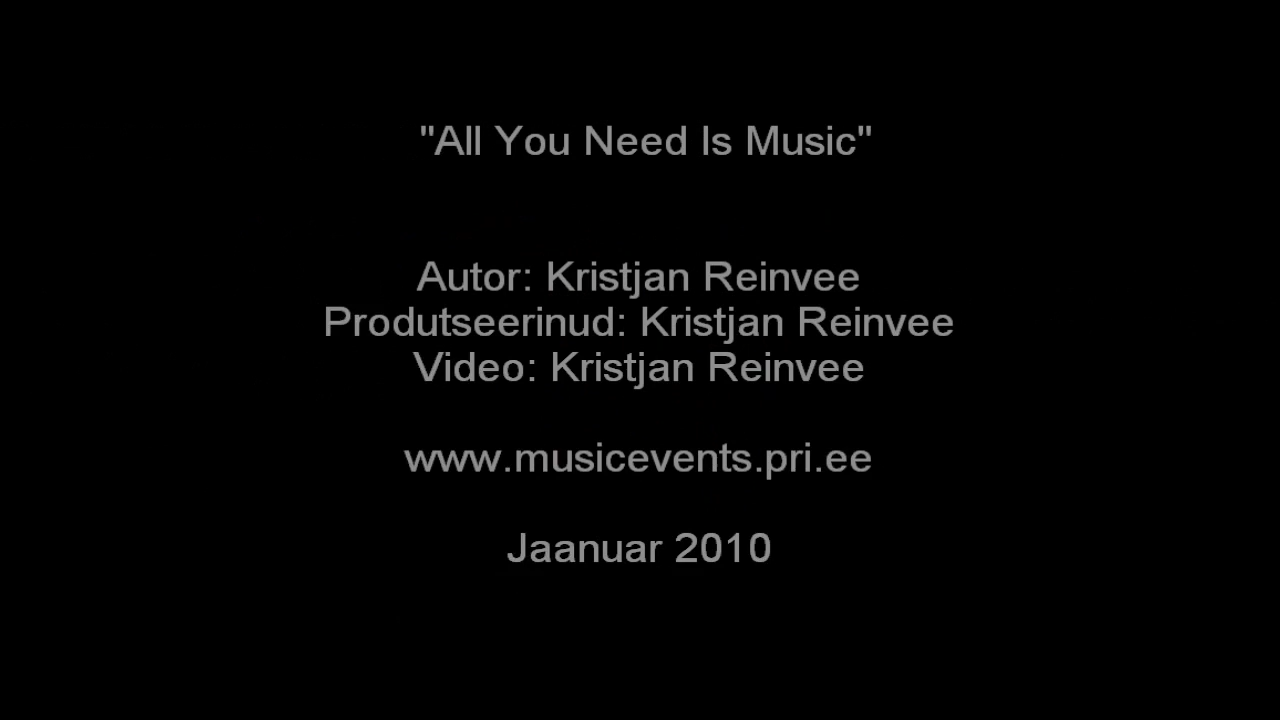 "All You Need Is Music"
Autor: Kristjan Reinvee
Produtseerinud: Kristjan Reinvee
Video: Kristjan Reinvee
www.musicevents.pri.ee
Jaanuar 2010